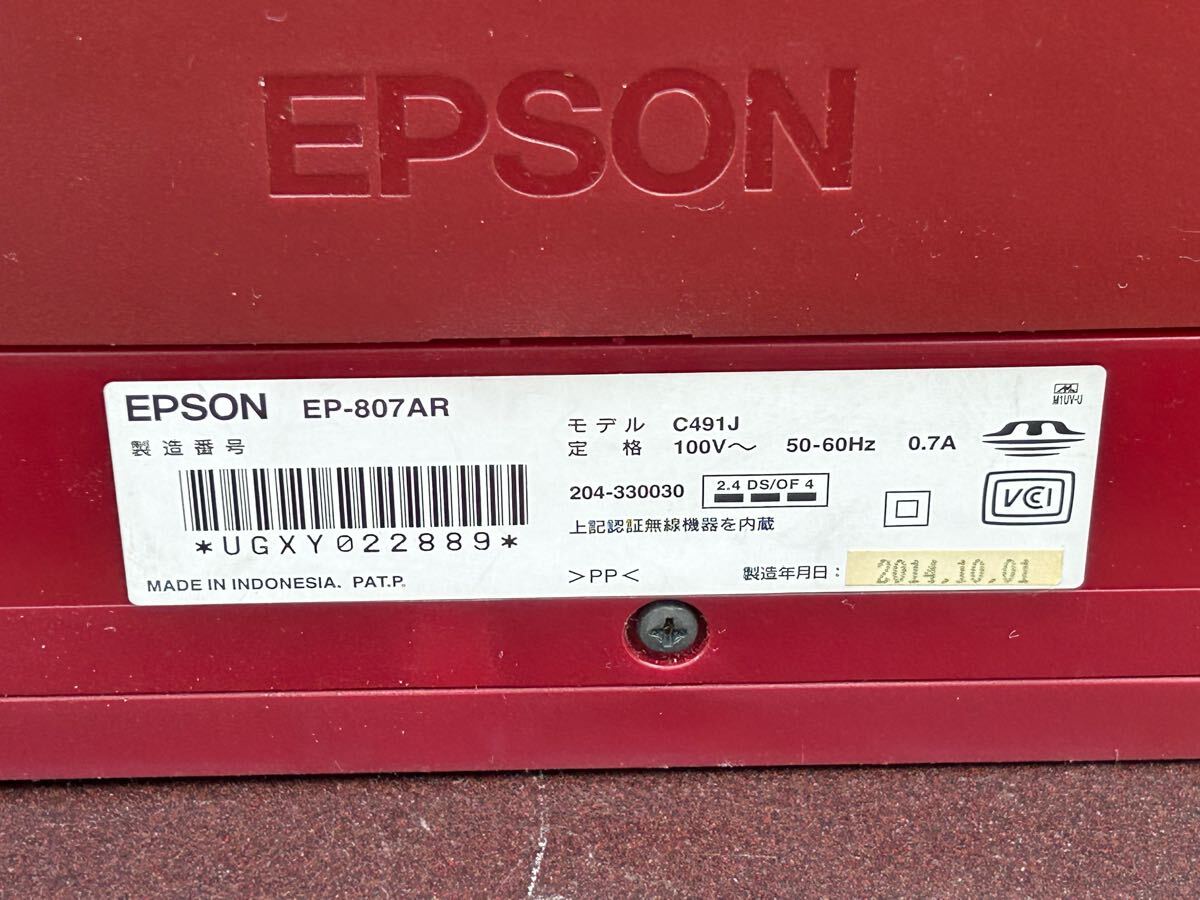 EPSON
EPSON EP-807AR
製造番号
*UGXY022889*
MADE IN INDONESIA. PAT.P.
モデル C491J
定格 100V～ 50-60Hz 0.7A
204-330030 2.4 DS/OF 4
上記認証無線機器を内蔵
>PP< 製造年月日: 2014.10.01
M1UV-U
VCCI